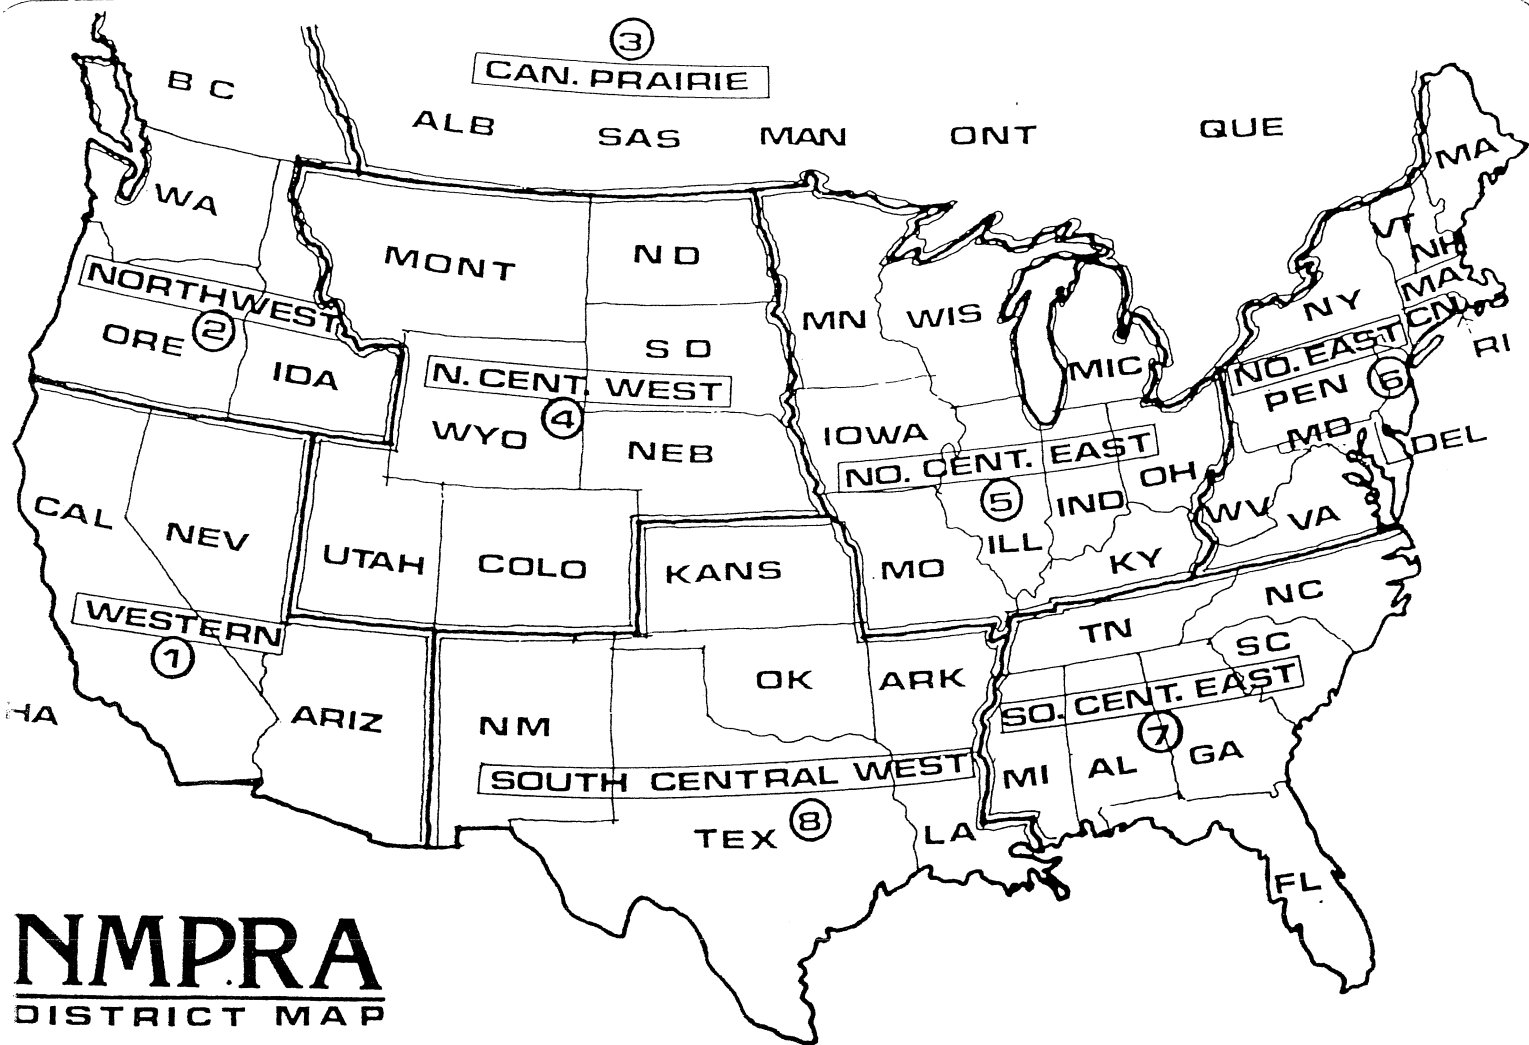 3
CAN. PRAIRIE
B C
ALB
SAS
MAN
ONT
QUE
MA
WA
MONT
N D
VT
NH
MA
NORTHWEST
2
ORE
IDA
S D
MN
WIS
MIC
NY
CN
RI
NO. EAST
6
PEN
MD
DEL
N. CENT. WEST
4
WYO
NEB
IOWA
NO. CENT. EAST
5
OH
IND
ILL
WV
VA
KY
CAL
NEV
UTAH
COLO
KANS
MO
NC
TN
SC
WESTERN
1
HA
ARIZ
NM
OK
ARK
SO. CENT. EAST
7
MI
AL
GA
SOUTH CENTRAL WEST
8
TEX
LA
FL
NMPRA
DISTRICT MAP